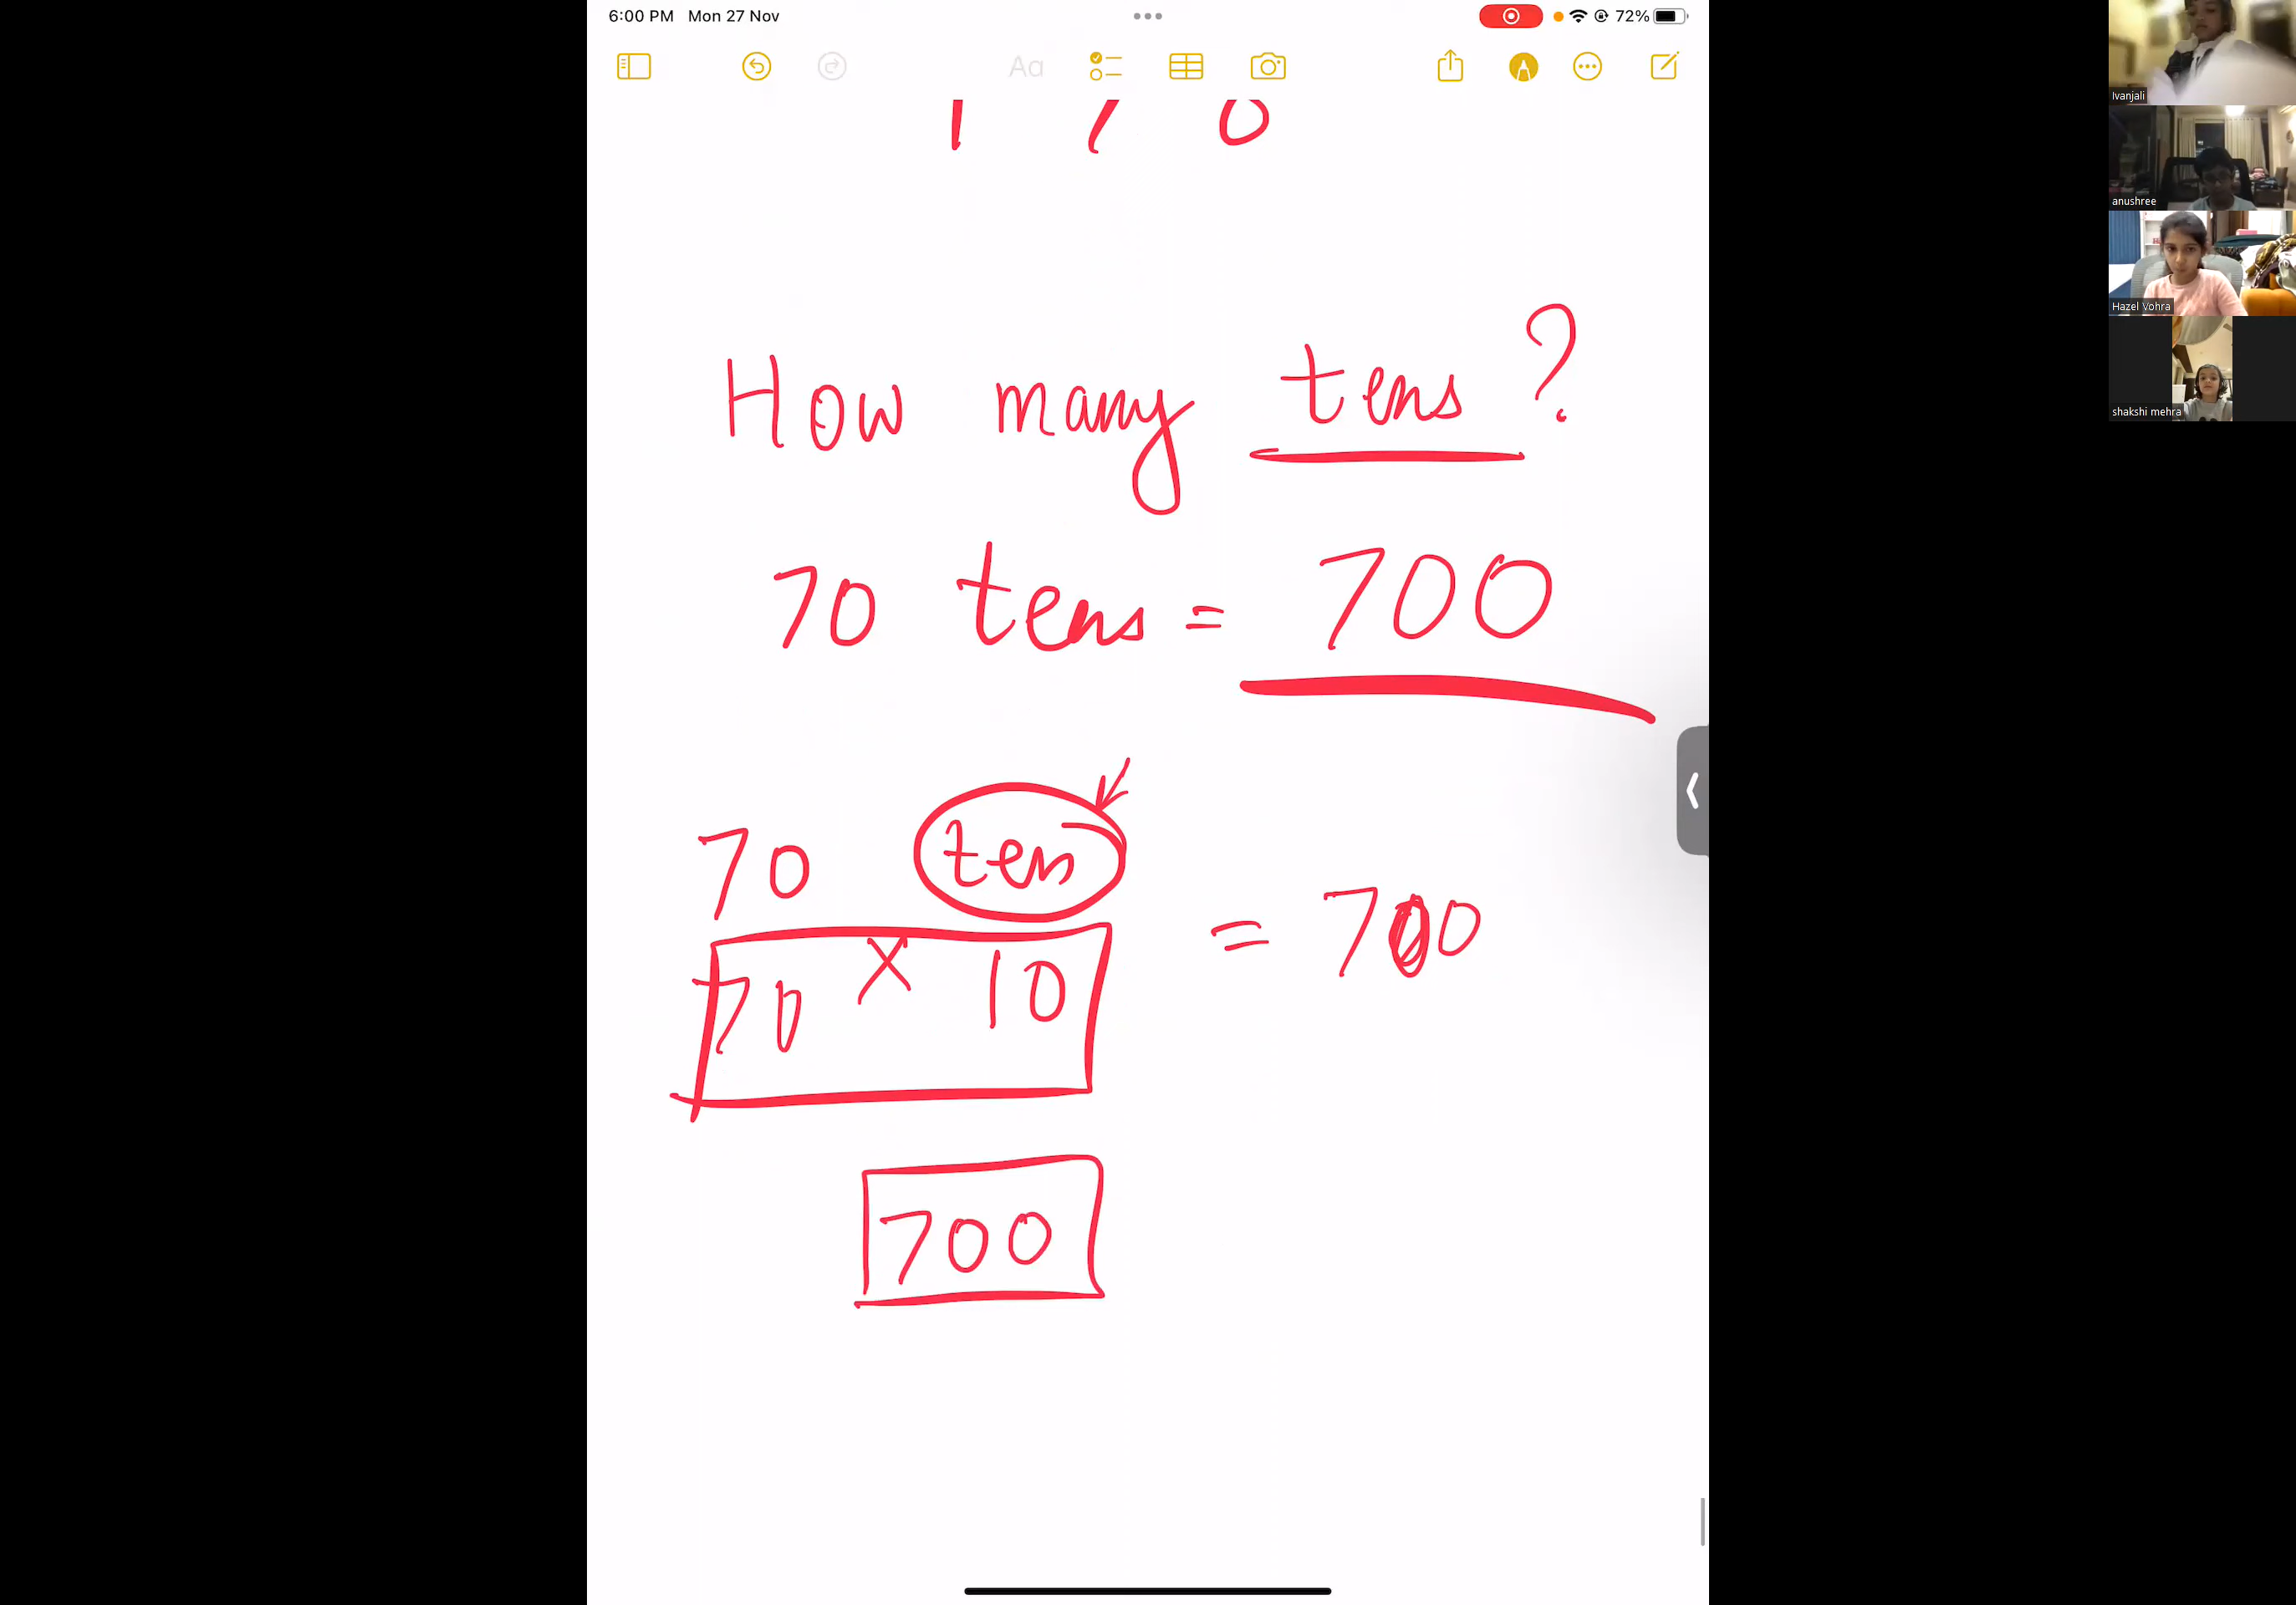 6:00 PM Mon 27 Nov
72%
Aa
How many tens?
70 tens = 700
70 ten
70 x 10 = 700
700
Ivanjali
anushree
Hazel Vohra
shakshi mehra